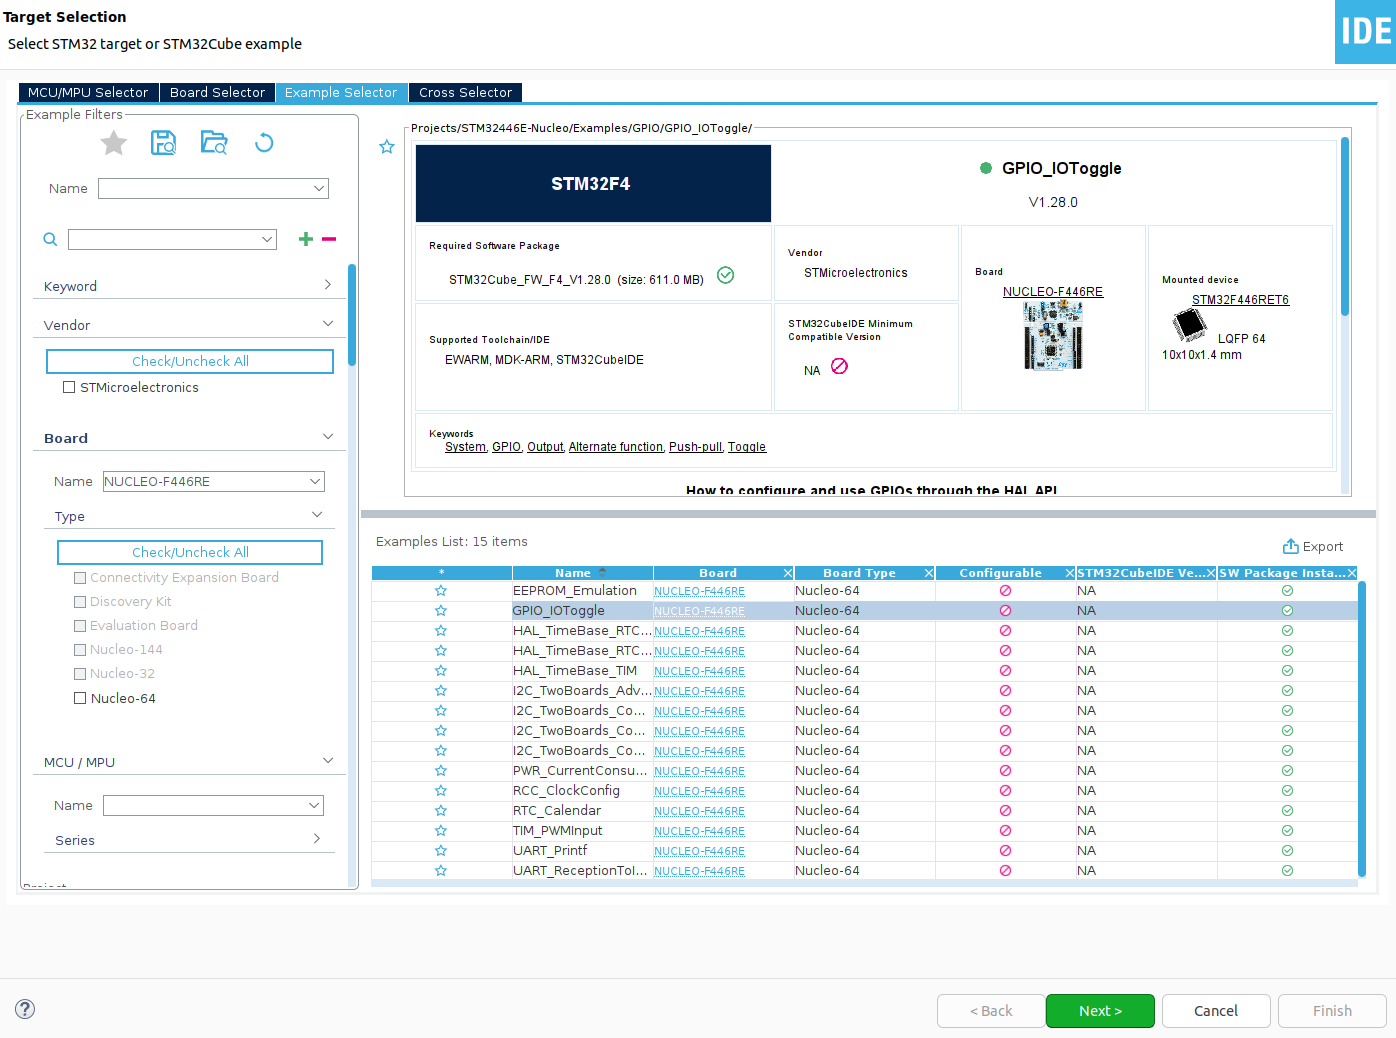 Target Selection
Select STM32 target or STM32Cube example
IDE
MCU/MPU Selector
Board Selector
Example Selector
Cross Selector
Example Filters
Name
Keyword
Vendor
Check/Uncheck All
STMicroelectronics
Board
Name
NUCLEO-F446RE
Type
Check/Uncheck All
Connectivity Expansion Board
Discovery Kit
Evaluation Board
Nucleo-144
Nucleo-32
Nucleo-64
MCU / MPU
Name
Series
Projects/STM32446E-Nucleo/Examples/GPIO/GPIO_IOToggle/
STM32F4
GPIO_IOToggle
V1.28.0
Required Software Package
STM32Cube_FW_F4_V1.28.0 (size: 611.0 MB)
Vendor
STMicroelectronics
Board
NUCLEO-F446RE
Mounted device
STM32F446RET6
LQFP 64
10x10x1.4 mm
Supported Toolchain/IDE
EWARM, MDK-ARM, STM32CubeIDE
STM32CubeIDE Minimum
Compatible Version
NA
Keywords
System, GPIO, Output, Alternate function, Push-pull, Toggle
How to configure and use GPIOs through the HAL API
Examples List: 15 items
Export
* Name Board Board Type Configurable STM32CubeIDE Ve... SW Package Insta...
EEPROM_Emulation NUCLEO-F446RE Nucleo-64 NA
GPIO_IOToggle NUCLEO-F446RE Nucleo-64 NA
HAL_TimeBase_RTC... NUCLEO-F446RE Nucleo-64 NA
HAL_TimeBase_RTC... NUCLEO-F446RE Nucleo-64 NA
HAL_TimeBase_TIM NUCLEO-F446RE Nucleo-64 NA
I2C_TwoBoards_Adv... NUCLEO-F446RE Nucleo-64 NA
I2C_TwoBoards_Co... NUCLEO-F446RE Nucleo-64 NA
I2C_TwoBoards_Co... NUCLEO-F446RE Nucleo-64 NA
I2C_TwoBoards_Co... NUCLEO-F446RE Nucleo-64 NA
PWR_CurrentConsu... NUCLEO-F446RE Nucleo-64 NA
RCC_ClockConfig NUCLEO-F446RE Nucleo-64 NA
RTC_Calendar NUCLEO-F446RE Nucleo-64 NA
TIM_PWMInput NUCLEO-F446RE Nucleo-64 NA
UART_Printf NUCLEO-F446RE Nucleo-64 NA
UART_ReceptionToI... NUCLEO-F446RE Nucleo-64 NA
?
< Back
Next >
Cancel
Finish